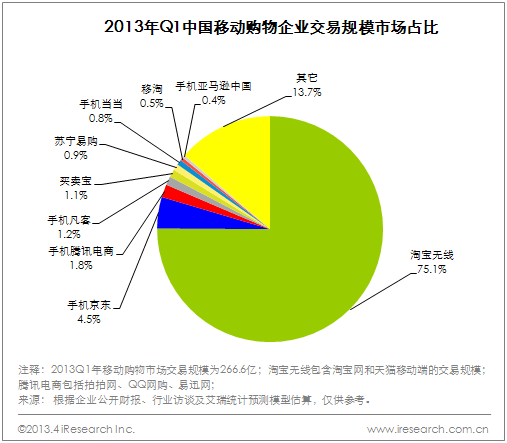 2013年Q1中国移动购物企业交易规模市场占比
其它
13.7%
手机亚马逊中国
0.4%
移淘
0.5%
手机当当
0.8%
苏宁易购
0.9%
买卖宝
1.1%
手机凡客
1.2%
手机腾讯电商
1.8%
手机京东
4.5%
淘宝无线
75.1%
注释：2013Q1年移动购物市场交易规模为266.6亿；淘宝无线包含淘宝网和天猫移动端的交易规模；
腾讯电商包括拍拍网、QQ网购、易迅网；
来源：根据企业公开财报、行业访谈及艾瑞统计预测模型估算，仅供参考。
©2013.4 iResearch Inc.
www.iresearch.com.cn